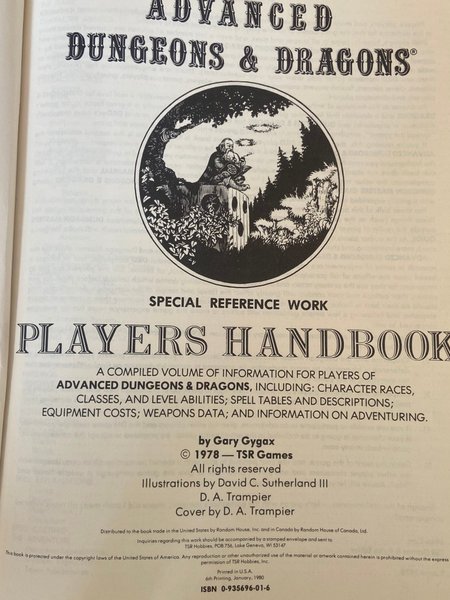 ADVANCED
DUNGEONS & DRAGONS®
SPECIAL REFERENCE WORK
PLAYERS HANDBOOK
A COMPILED VOLUME OF INFORMATION FOR PLAYERS OF
ADVANCED DUNGEONS & DRAGONS, INCLUDING: CHARACTER RACES,
CLASSES, AND LEVEL ABILITIES; SPELL TABLES AND DESCRIPTIONS;
EQUIPMENT COSTS; WEAPONS DATA; AND INFORMATION ON ADVENTURING.
by Gary Gygax
© 1978 — TSR Games
All rights reserved
Illustrations by David C. Sutherland III
D. A. Trampier
Cover by D. A. Trampier
Distributed to the book trade in the United States by Random House, Inc. and in Canada by Random House of Canada, Ltd.
Inquiries regarding this work should be accompanied by a stamped envelope and sent to
TSR Hobbies, POB 756, Lake Geneva, WI 53147
This book is protected under the copyright laws of the United States of America. Any reproduction or other unauthorized use of the material or artwork contained herein is prohibited without the express
permission of TSR Hobbies, Inc.
Printed in U.S.A.
6th Printing, January, 1980
ISBN 0-935696-01-6